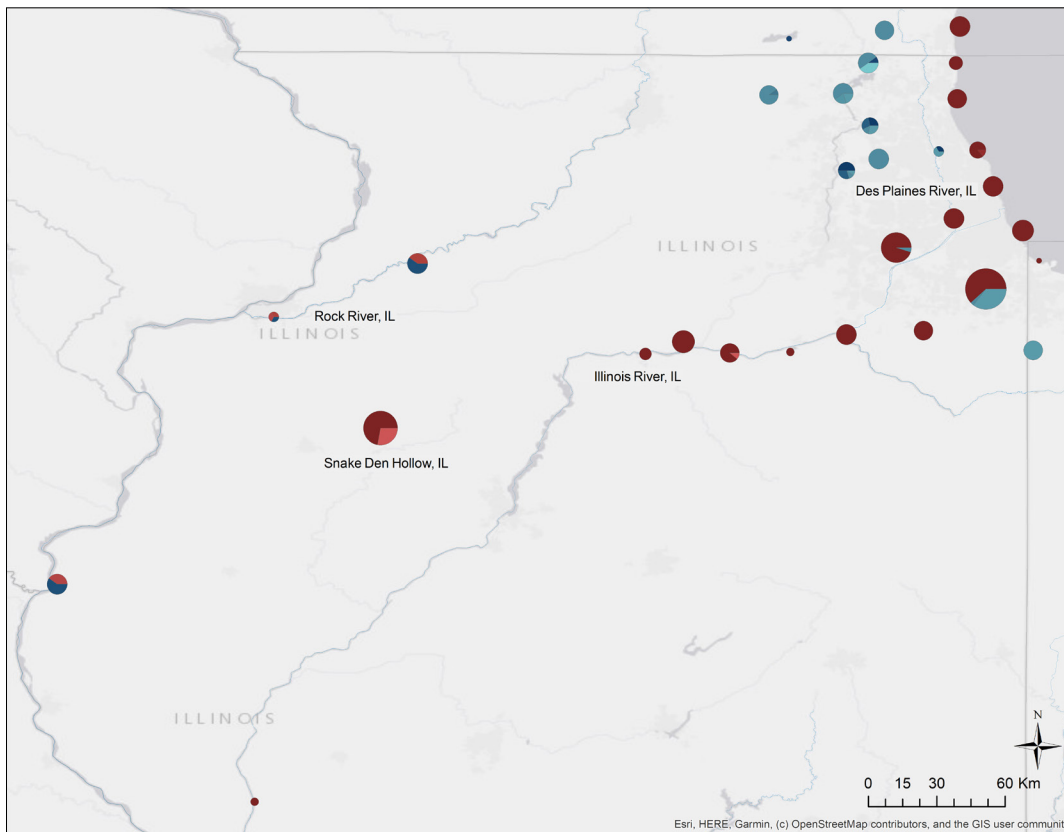 Des Plaines River, IL
ILLINOIS
Rock River, IL
ILLINOIS
Illinois River, IL
Snake Den Hollow, IL
ILLINOIS
N
0 15 30 60 Km
Esri, HERE, Garmin, (c) OpenStreetMap contributors, and the GIS user communit